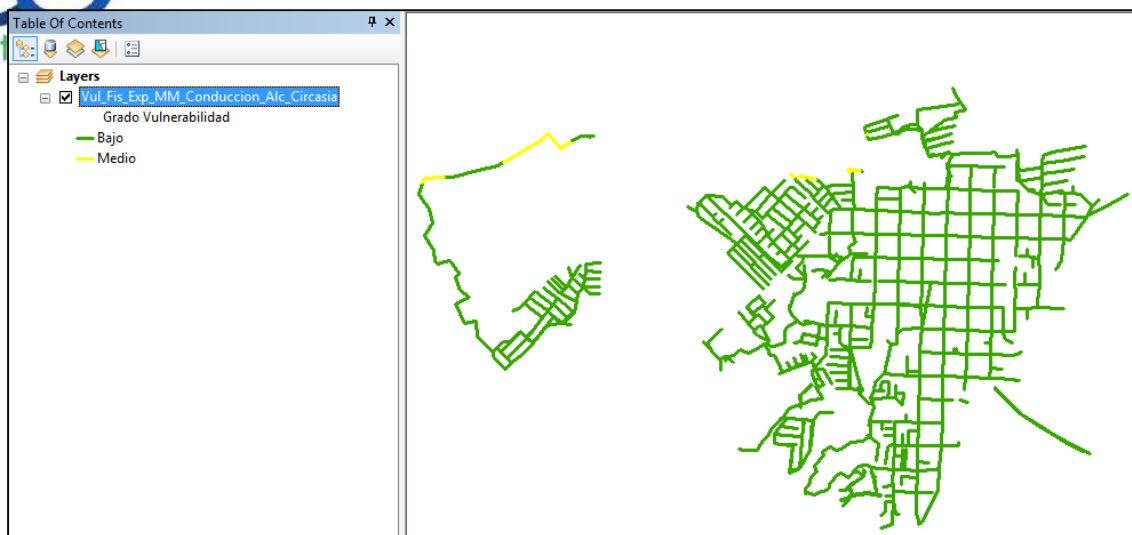 Table Of Contents
Layers
Vul_Fis_Exp_MM_Conduccion_Alc_Circasia
Grado Vulnerabilidad
Bajo
Medio